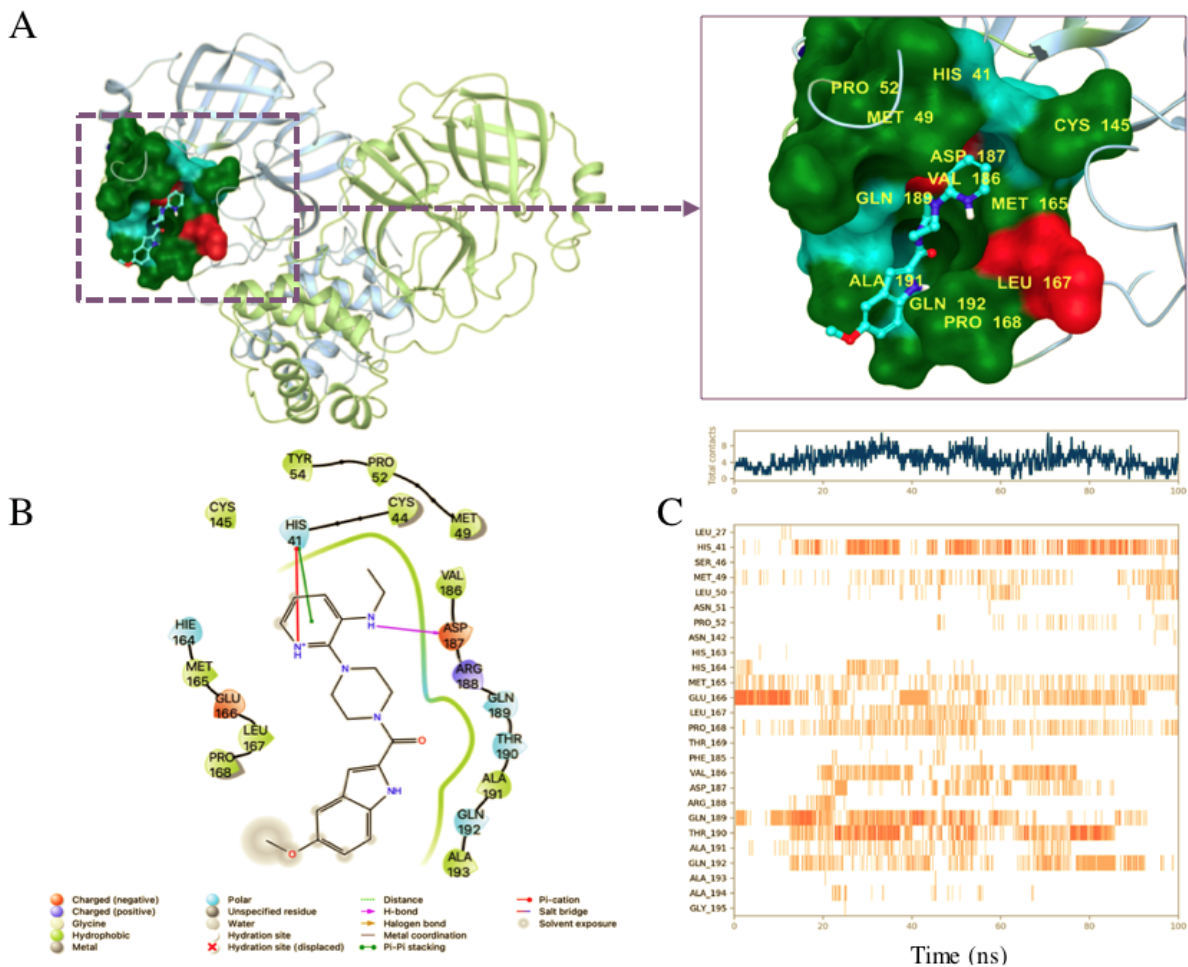 A
PRO 52
HIS 41
MET 49
CYS 145
ASP 187
VAL 186
GLN 189
MET 165
ALA 191
LEU 167
GLN 192
PRO 168
B
TYR 54
PRO 52
CYS 145
CYS 44
HIS 41
MET 49
VAL 186
HIE 164
ASP 187
NH
MET 165
N+
H
ARG 188
GLU 166
N
GLN 189
LEU 167
N
THR 190
PRO 168
O
ALA 191
NH
GLN 192
O
ALA 193
Charged (negative)
Charged (positive)
Glycine
Hydrophobic
Metal
Polar
Unspecified residue
Water
Hydration site
Hydration site (displaced)
Distance
H-bond
Halogen bond
Metal coordination
Pi-Pi stacking
Pi-cation
Salt bridge
Solvent exposure
C
Total contacts
8
4
0
0 20 40 60 80 100
LEU_27
HIS_41
SER_46
MET_49
LEU_50
ASN_51
PRO_52
ASN_142
HIS_163
HIS_164
MET_165
GLU_166
LEU_167
PRO_168
THR_169
PHE_185
VAL_186
ASP_187
ARG_188
GLN_189
THR_190
ALA_191
GLN_192
ALA_193
ALA_194
GLY_195
0 20 40 60 80 100
Time (ns)